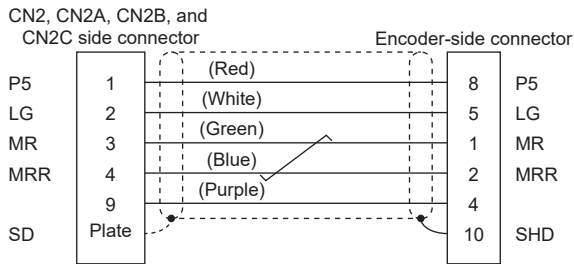 CN2, CN2A, CN2B, and
CN2C side connector
Encoder-side connector
P5 1 (Red) 8 P5
LG 2 (White) 5 LG
MR 3 (Green) 1 MR
MRR 4 (Blue) 2 MRR
9 (Purple) 4
SD Plate 10 SHD